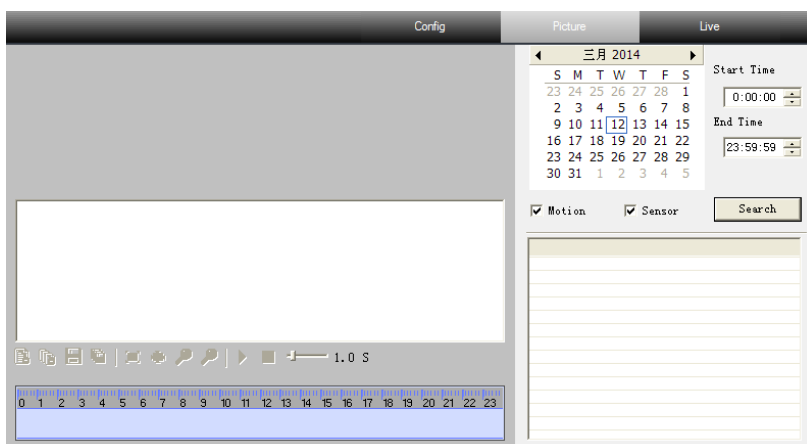 Config Picture Live
三月 2014
S M T W T F S
23 24 25 26 27 28 1
2 3 4 5 6 7 8
9 10 11 12 13 14 15
16 17 18 19 20 21 22
23 24 25 26 27 28 29
30 31 1 2 3 4 5
Start Time
0:00:00
End Time
23:59:59
Motion Sensor Search
1.0 S
0 1 2 3 4 5 6 7 8 9 10 11 12 13 14 15 16 17 18 19 20 21 22 23